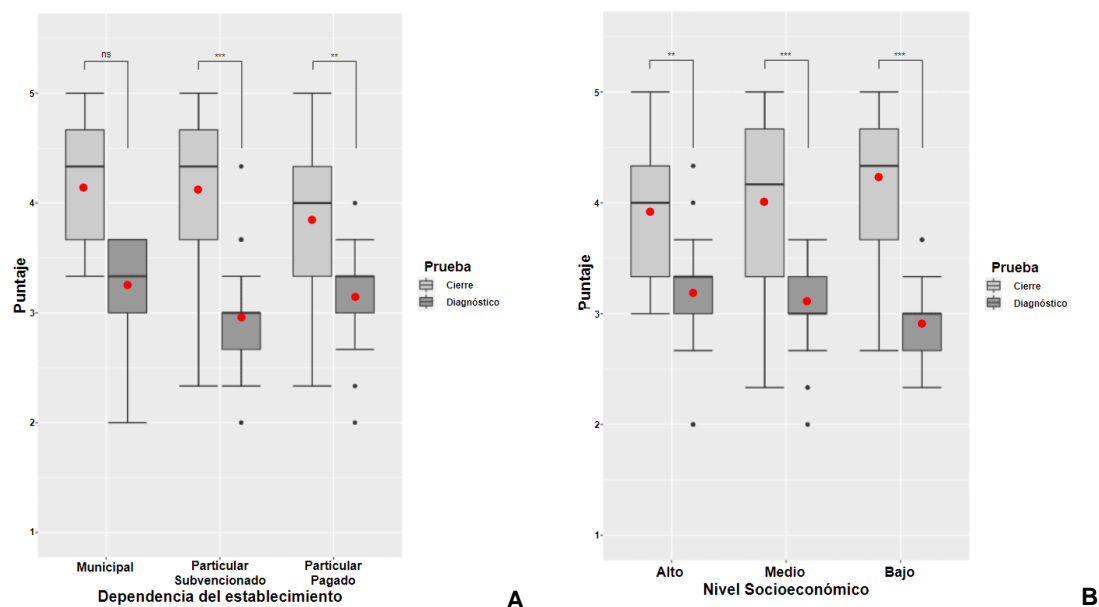 ns
***
**
5
4
3
2
1
Puntaje
Prueba
Cierre
Diagnóstico
Municipal
Particular
Subvencionado
Particular
Pagado
Dependencia del establecimiento
A
**
***
***
5
4
3
2
1
Puntaje
Prueba
Cierre
Diagnóstico
Alto
Medio
Bajo
Nivel Socioeconómico
B